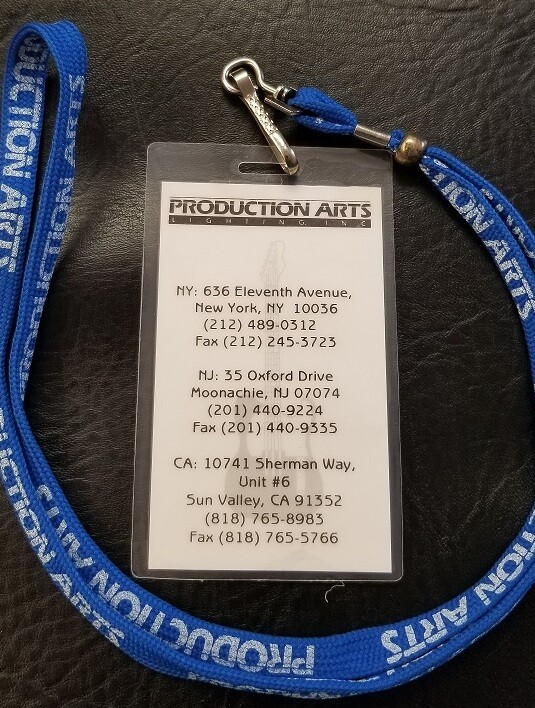 PRODUCTION ARTS
LIGHTING INC
NY: 636 Eleventh Avenue,
New York, NY 10036
(212) 489-0312
Fax (212) 245-3723
NJ: 35 Oxford Drive
Moonachie, NJ 07074
(201) 440-9224
Fax (201) 440-9335
CA: 10741 Sherman Way,
Unit #6
Sun Valley, CA 91352
(818) 765-8983
Fax (818) 765-5766
PRODUCTION ARTS
PRODUCTION
ARTS